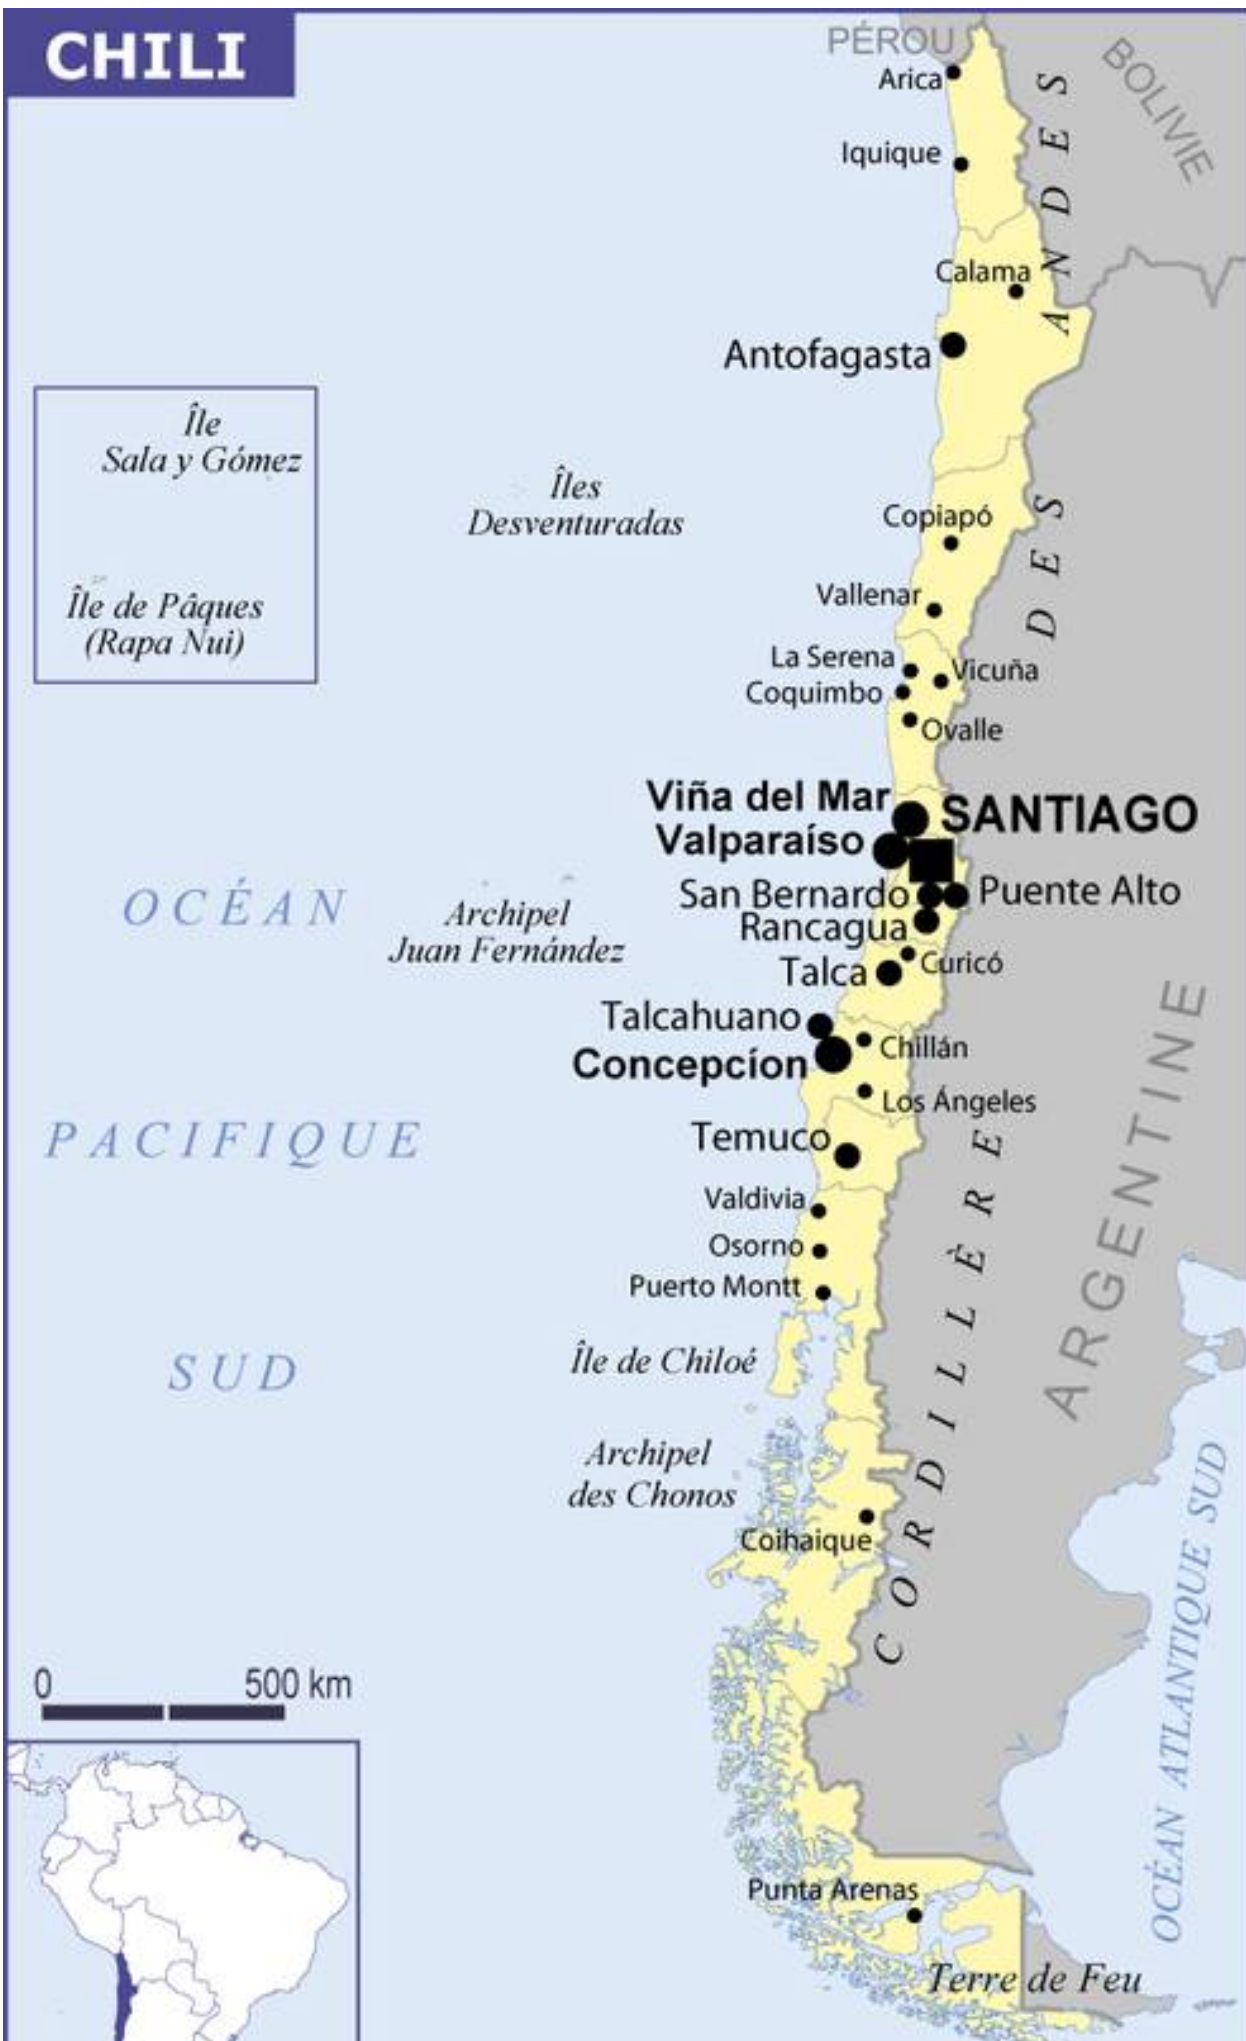 CHILI
PÉROU
BOLIVIE
Arica
Iquique
Calama
Antofagasta
Île
Sala y Gómez
Îles
Desventuradas
Copiapó
Île de Pâques
(Rapa Nui)
Vallenar
La Serena
Vicuña
Coquimbo
Ovalle
Viña del Mar
SANTIAGO
Valparaíso
San Bernardo
Puente Alto
Rancagua
OCÉAN
PACIFIQUE
SUD
Archipel
Juan Fernández
Talca
Curicó
Talcahuano
Chillán
Concepcíon
Los Ángeles
Temuco
Valdivia
Osorno
Puerto Montt
Île de Chiloé
Archipel
des Chonos
Coihaique
CORDILLÈRE DES ANDES
ARGENTINE
OCÉAN ATLANTIQUE SUD
0 500 km
Punta Arenas
Terre de Feu